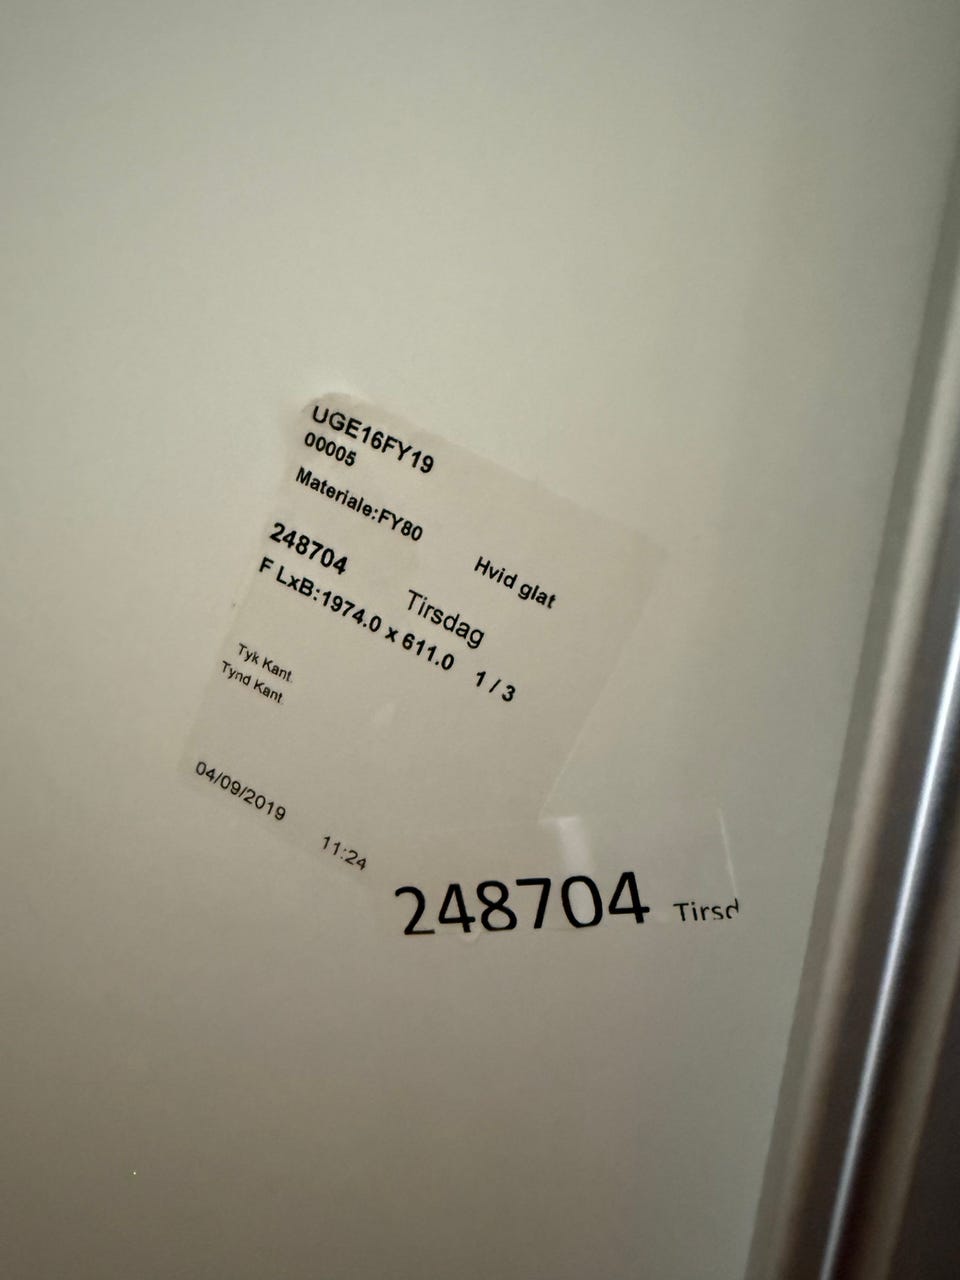 UGE16FY19
00005
Materiale:FY80 Hvid glat
248704 Tirsdag
F LxB:1974.0 x 611.0 1 / 3
Tyk Kant.
Tynd Kant.
04/09/2019 11:24
248704 Tirsd